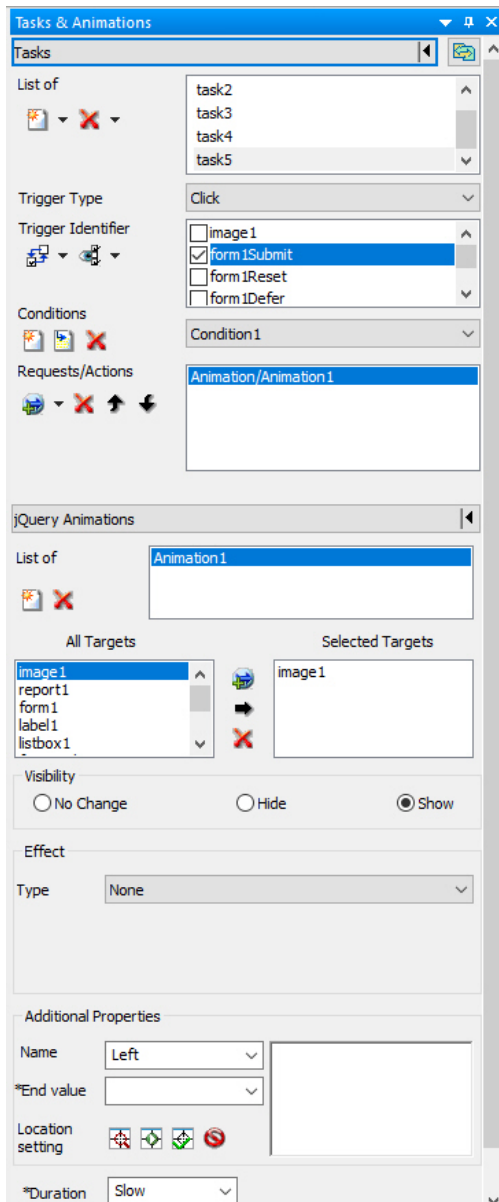 Tasks & Animations
Tasks
List of
task2
task3
task4
task5
Trigger Type
Click
Trigger Identifier
image1
form1Submit
form1Reset
form1Defer
Conditions
Condition1
Requests/Actions
Animation/Animation1
jQuery Animations
List of
Animation1
All Targets
Selected Targets
image1
report1
form1
label1
listbox1
image1
Visibility
No Change
Hide
Show
Effect
Type
None
Additional Properties
Name
Left
*End value
Location
setting
*Duration
Slow